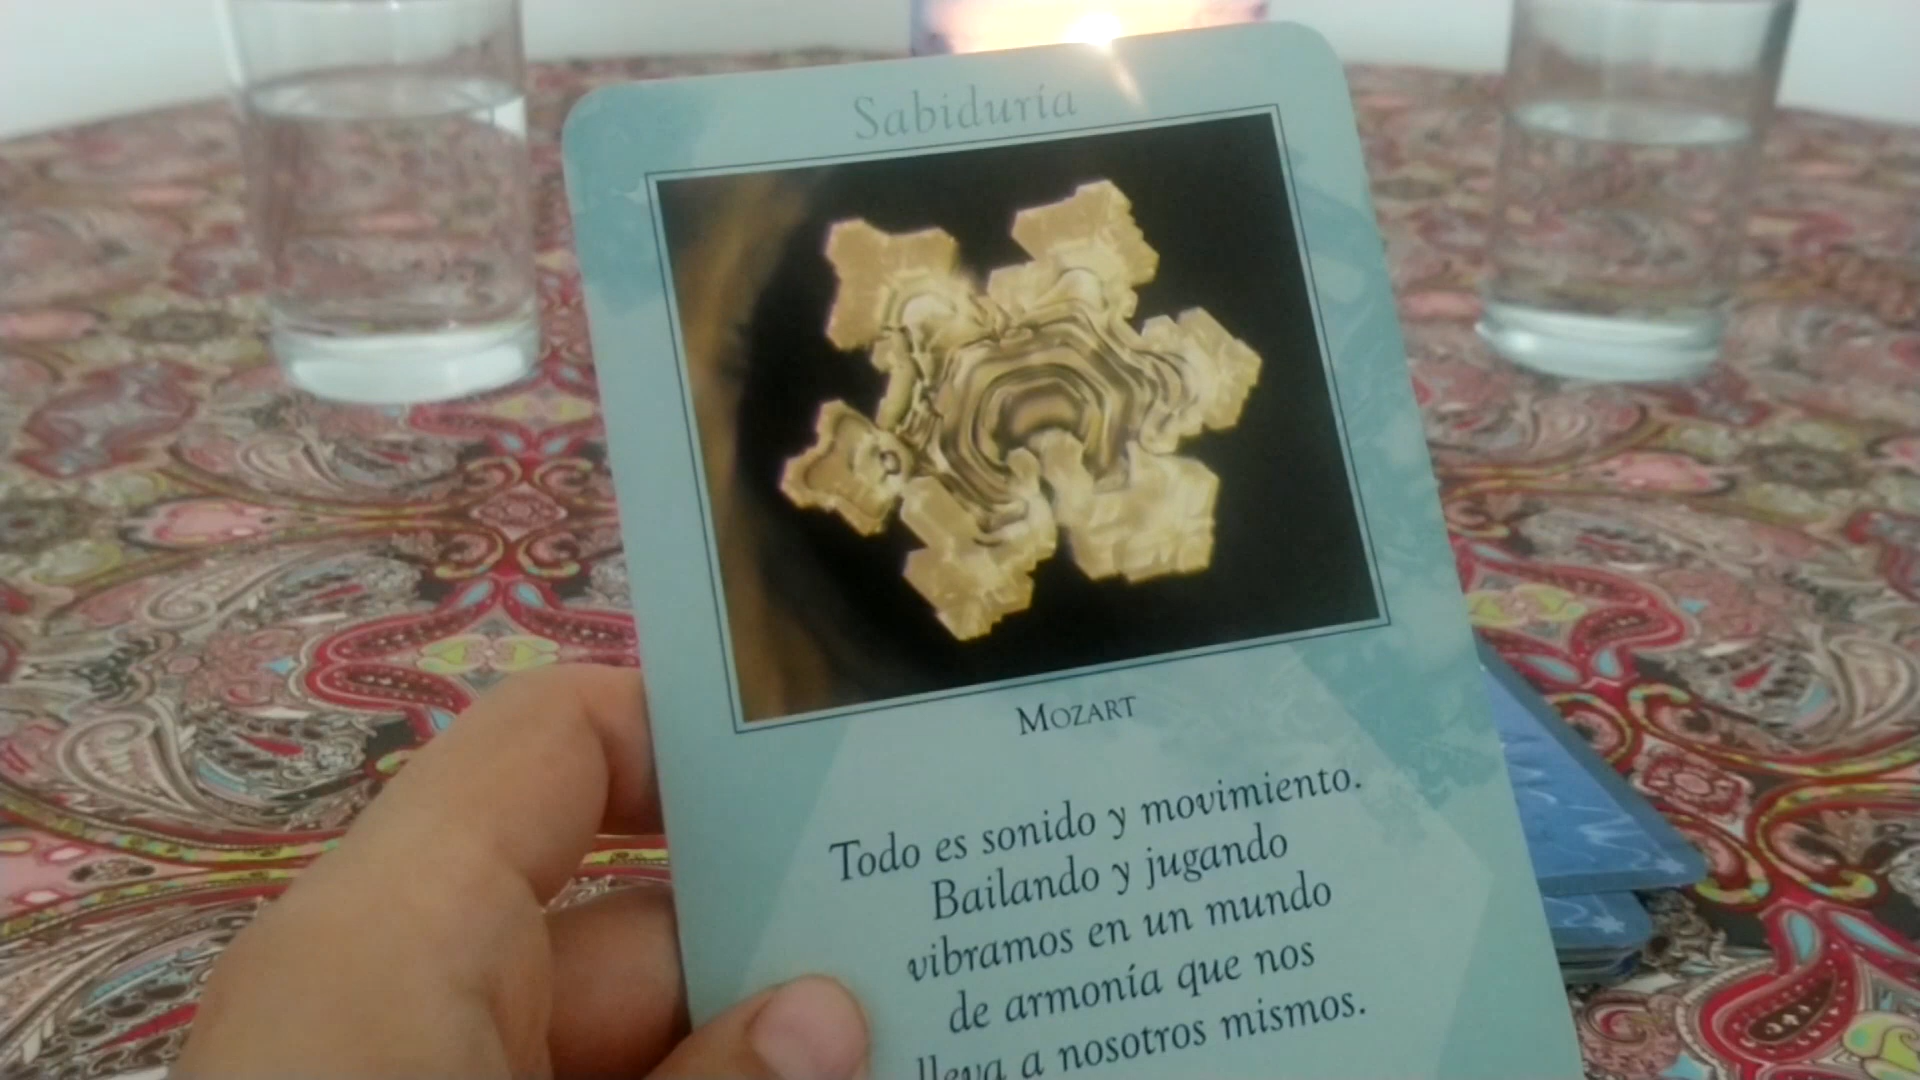 Sabiduría
MOZART
Todo es sonido y movimiento.
Bailando y jugando
vibramos en un mundo
de armonía que nos
lleva a nosotros mismos.